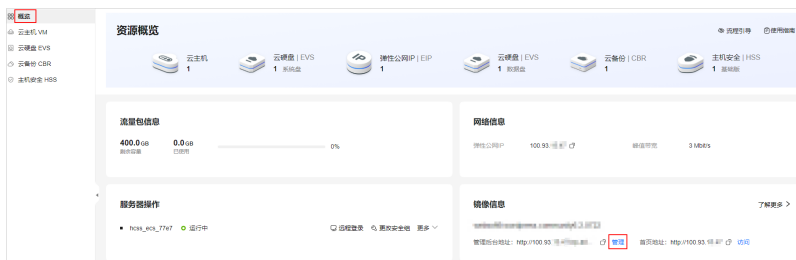 概览
云主机 VM
云硬盘 EVS
云备份 CBR
主机安全 HSS
资源概览
流程引导 使用指南
云主机 云硬盘 | EVS 弹性公网IP | EIP 云硬盘 | EVS 云备份 | CBR 主机安全 | HSS
1 1 系统盘 1 1 数据盘 1 1 基础版
流量包信息
400.0 GB 0.0 GB 0%
剩余容量 已使用
网络信息
弹性公网IP 100.93. 峰值带宽 3 Mbit/s
服务器操作
hcss_ecs_77e7 运行中 远程登录 更改安全组 更多
镜像信息 了解更多 >
管理后台地址: http://100.93 管理 首页地址: http://100.93 访问